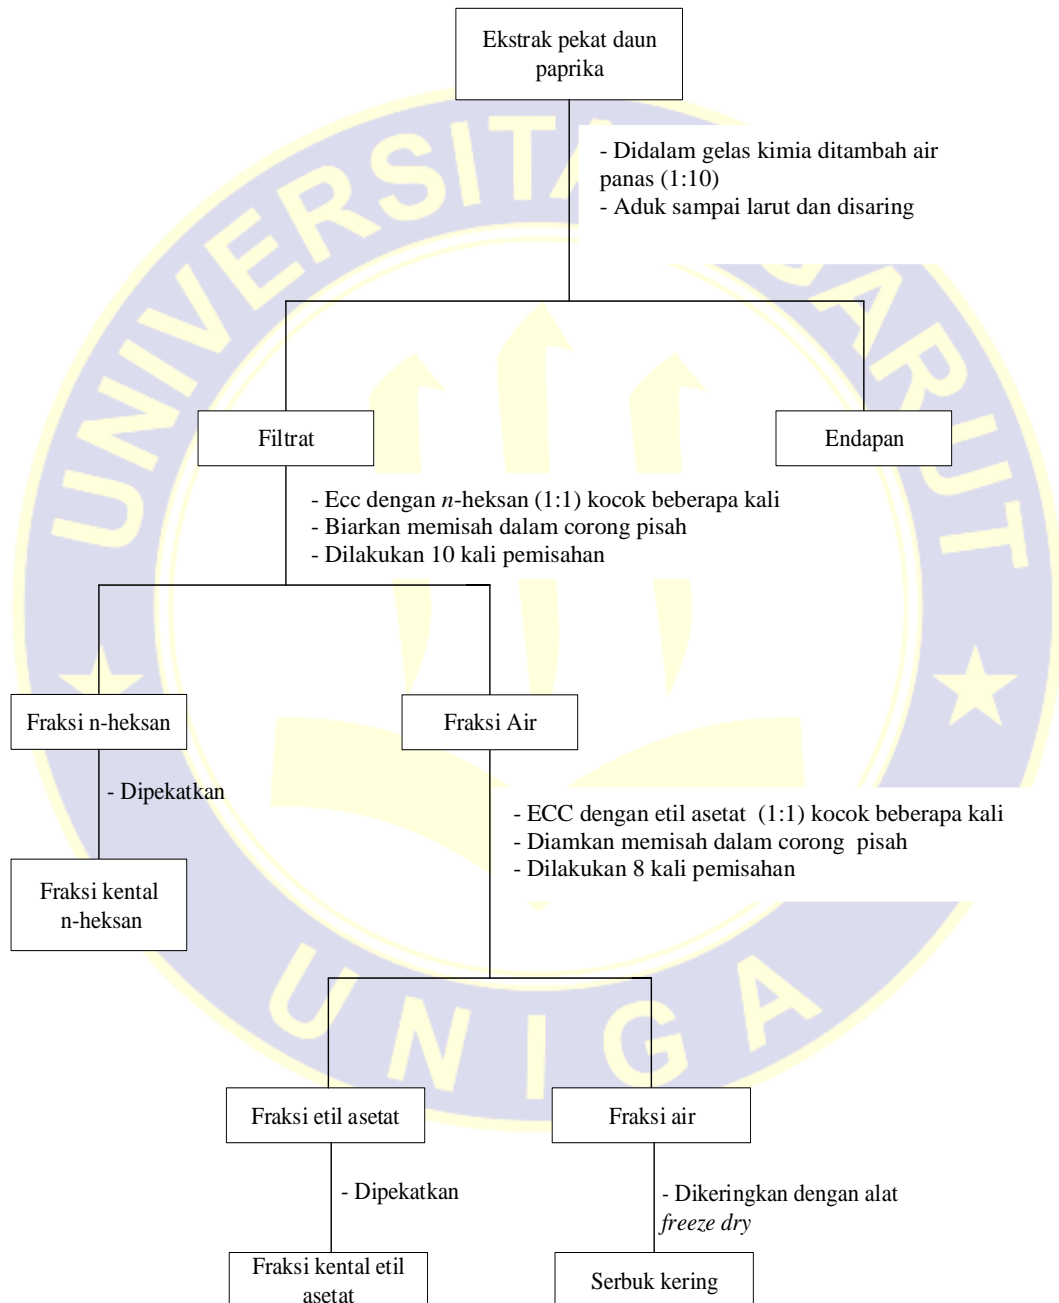 Ekstrak pekat daun
paprika
- Didalam gelas kimia ditambah air
panas (1:10)
- Aduk sampai larut dan disaring
Filtrat
Endapan
- Ecc dengan n-heksan (1:1) kocok beberapa kali
- Biarkan memisah dalam corong pisah
- Dilakukan 10 kali pemisahan
Fraksi n-heksan
Fraksi Air
- Dipekatkan
- ECC dengan etil asetat (1:1) kocok beberapa kali
- Diamkan memisah dalam corong pisah
- Dilakukan 8 kali pemisahan
Fraksi kental
n-heksan
Fraksi etil asetat
Fraksi air
- Dipekatkan
- Dikeringkan dengan alat
freeze dry
Fraksi kental etil
asetat
Serbuk kering
UNIGA